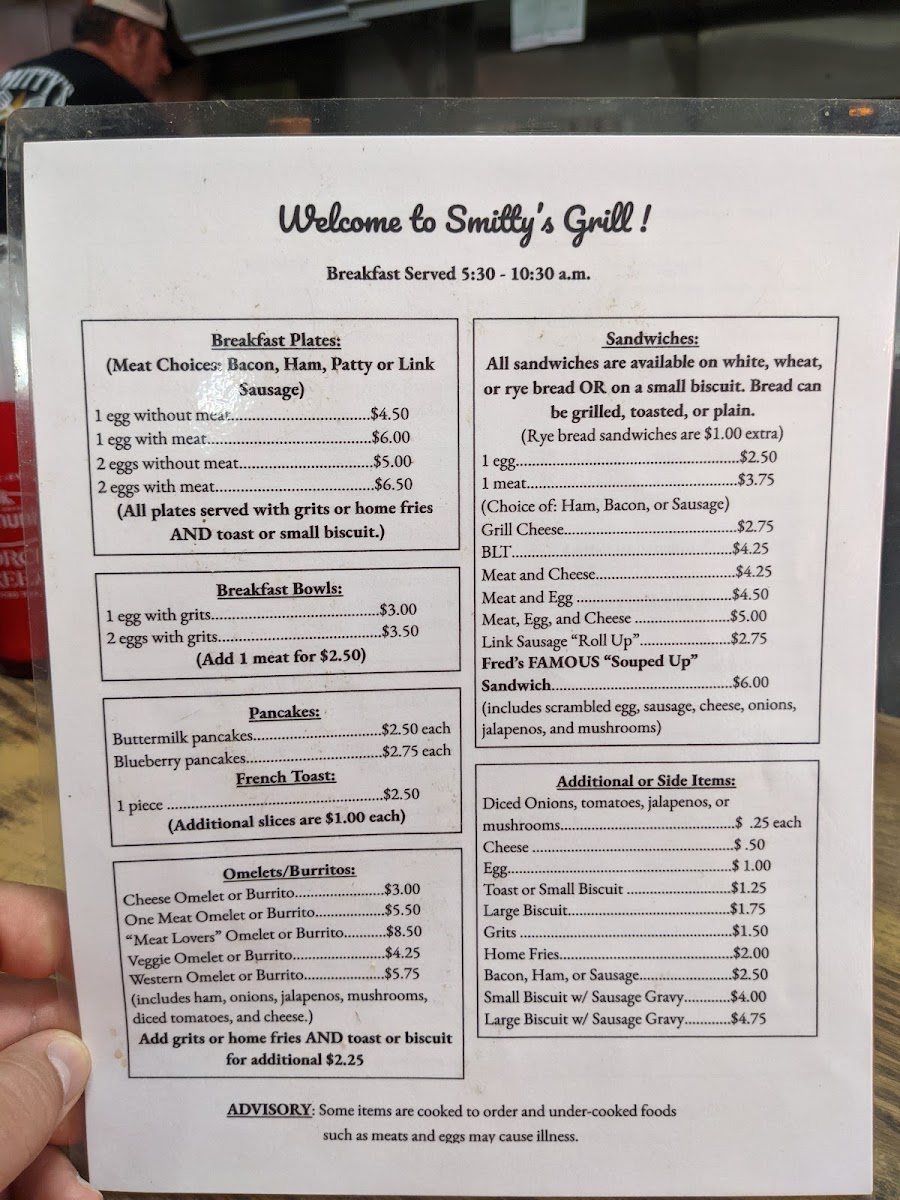 Welcome to Smitty's Grill !
Breakfast Served 5:30 - 10:30 a.m.
Breakfast Plates:
(Meat Choices: Bacon, Ham, Patty or Link
Sausage)
1 egg without meat..............................$4.50
1 egg with meat...................................$6.00
2 eggs without meat............................$5.00
2 eggs with meat.................................$6.50
(All plates served with grits or home fries
AND toast or small biscuit.)
Breakfast Bowls:
1 egg with grits....................................$3.00
2 eggs with grits...................................$3.50
(Add 1 meat for $2.50)
Pancakes:
Buttermilk pancakes...........................$2.50 each
Blueberry pancakes.............................$2.75 each
French Toast:
1 piece ..............................................$2.50
(Additional slices are $1.00 each)
Omelets/Burritos:
Cheese Omelet or Burrito...................$3.00
One Meat Omelet or Burrito...............$5.50
"Meat Lovers" Omelet or Burrito.........$8.50
Veggie Omelet or Burrito....................$4.25
Western Omelet or Burrito.................$5.75
(includes ham, onions, jalapenos, mushrooms,
diced tomatoes, and cheese.)
Add grits or home fries AND toast or biscuit
for additional $2.25
Sandwiches:
All sandwiches are available on white, wheat,
or rye bread OR on a small biscuit. Bread can
be grilled, toasted, or plain.
(Rye bread sandwiches are $1.00 extra)
1 egg................................................$2.50
1 meat..............................................$3.75
(Choice of: Ham, Bacon, or Sausage)
Grill Cheese.....................................$2.75
BLT.................................................$4.25
Meat and Cheese..............................$4.25
Meat and Egg ..................................$4.50
Meat, Egg, and Cheese .....................$5.00
Link Sausage "Roll Up"....................$2.75
Fred's FAMOUS "Souped Up"
Sandwich........................................$6.00
(includes scrambled egg, sausage, cheese, onions,
jalapenos, and mushrooms)
Additional or Side Items:
Diced Onions, tomatoes, jalapenos, or
mushrooms......................................$ .25 each
Cheese ............................................$ .50
Egg..................................................$ 1.00
Toast or Small Biscuit .......................$1.25
Large Biscuit....................................$1.75
Grits ...............................................$1.50
Home Fries......................................$2.00
Bacon, Ham, or Sausage....................$2.50
Small Biscuit w/ Sausage Gravy..........$4.00
Large Biscuit w/ Sausage Gravy...........$4.75
ADVISORY: Some items are cooked to order and under-cooked foods
such as meats and eggs may cause illness.